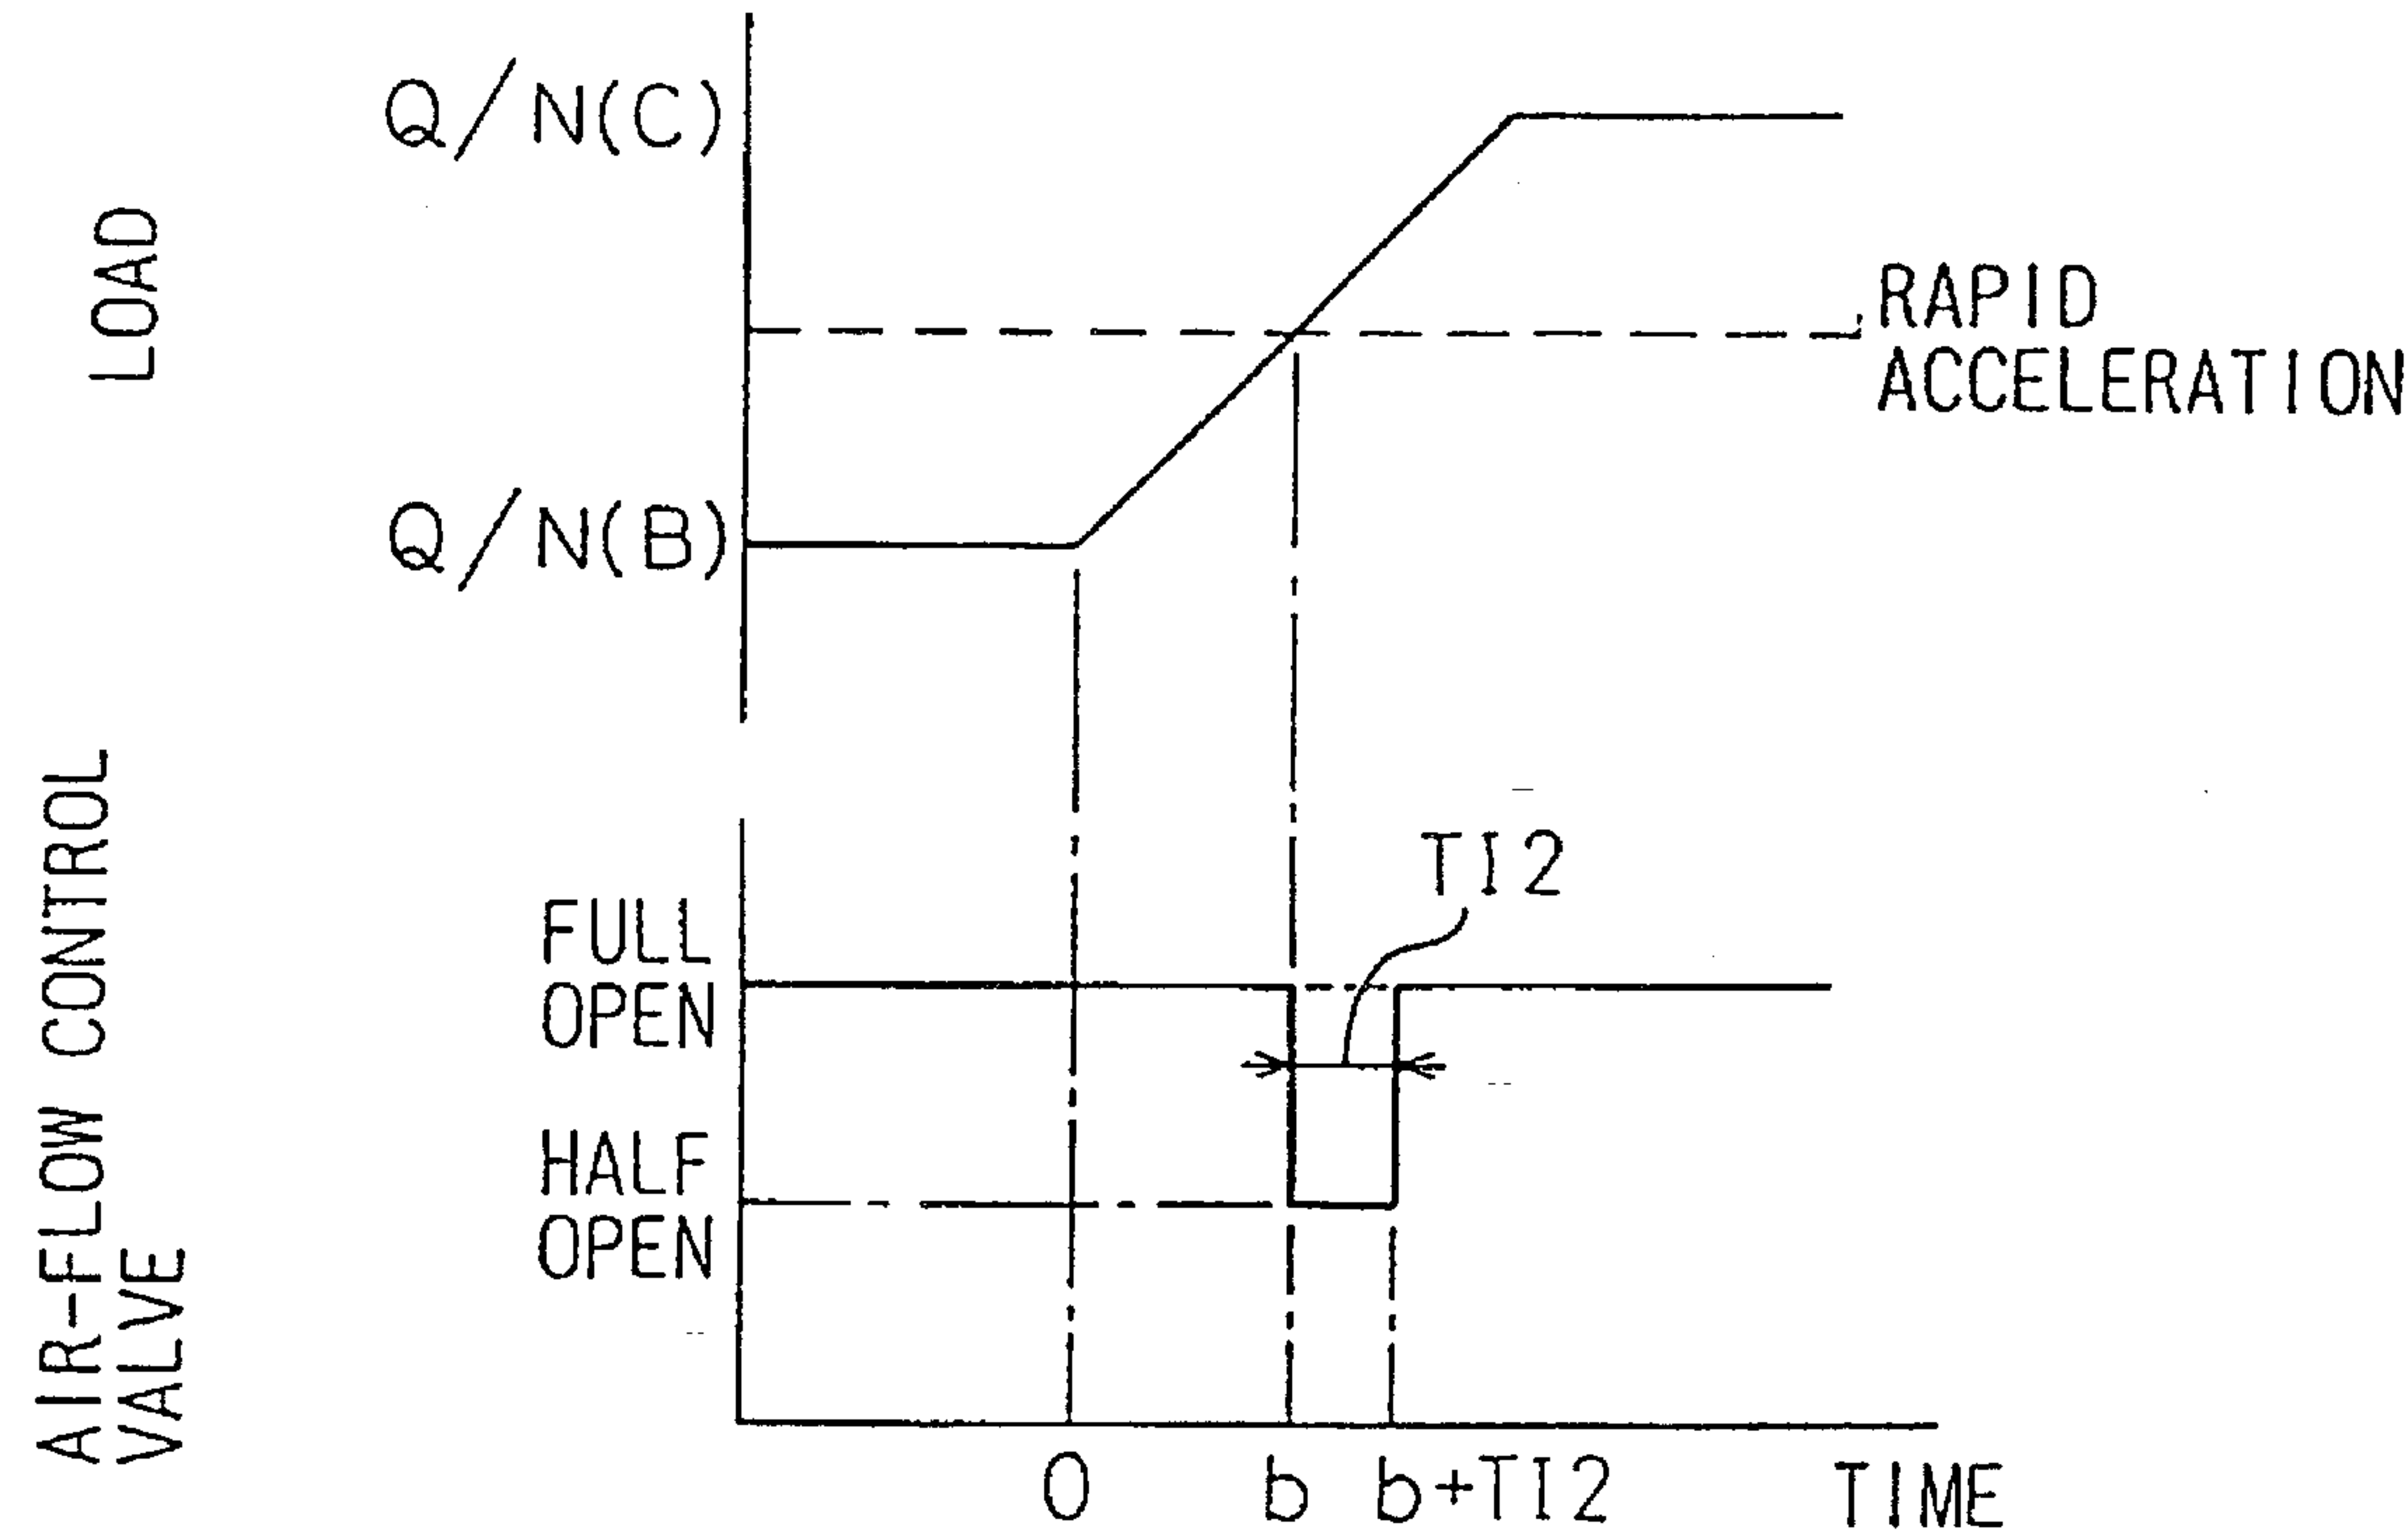 LOAD
Q/N(C)
RAPID
ACCELERATION
Q/N(B)
AIR-FLOW CONTROL
VALVE
TI2
FULL
OPEN
HALF
OPEN
0
b
b+TI2
TIME